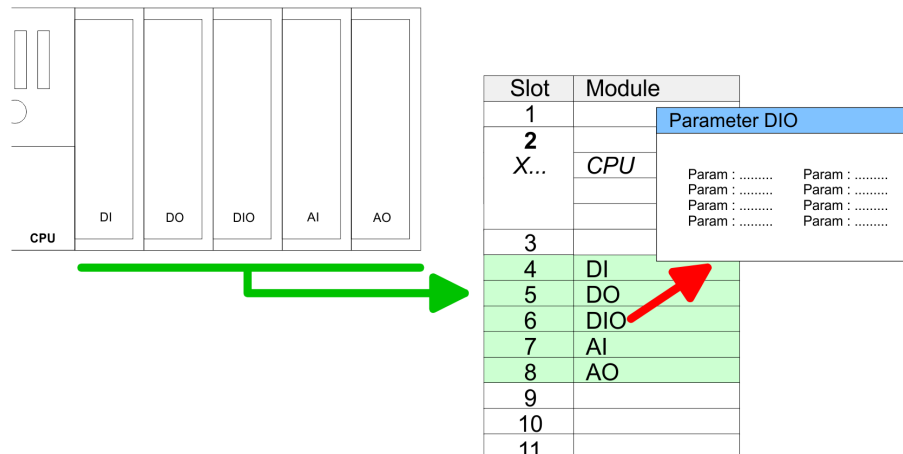 DI DO DIO AI AO
CPU
Slot Module
1
2
X... CPU
3
4 DI
5 DO
6 DIO
7 AI
8 AO
9
10
11
Parameter DIO
Param : ......... Param : .........
Param : ......... Param : .........
Param : ......... Param : .........
Param : ......... Param : .........